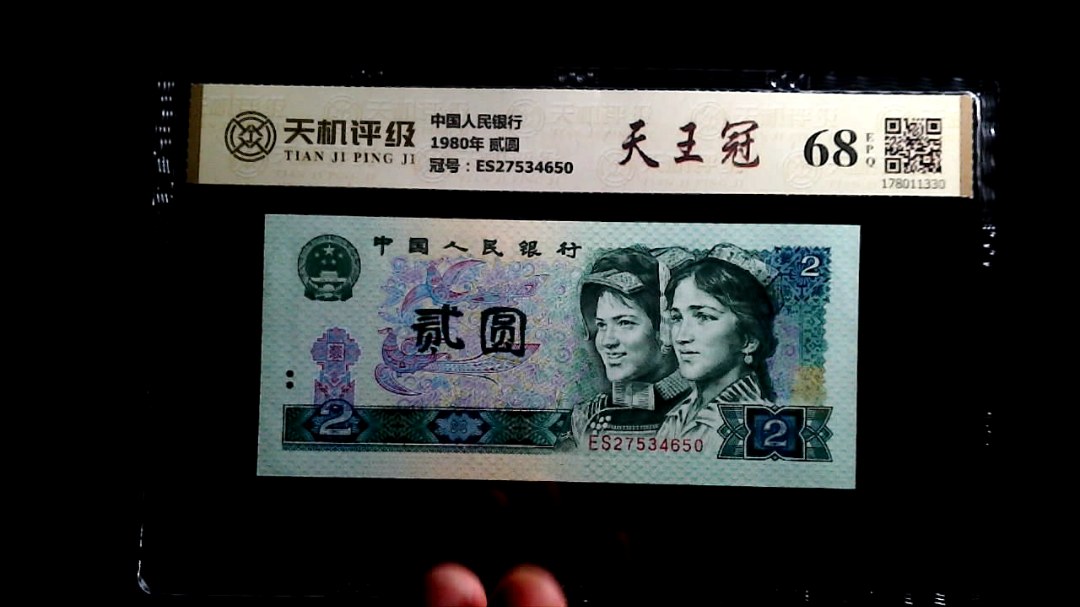 天机评级
TIAN JI PING JI
中国人民银行
1980年 贰圆
冠号：ES27534650
天王冠
68
EPQ
178011330
中国人民银行
2
贰圆
2
ES27534650
2